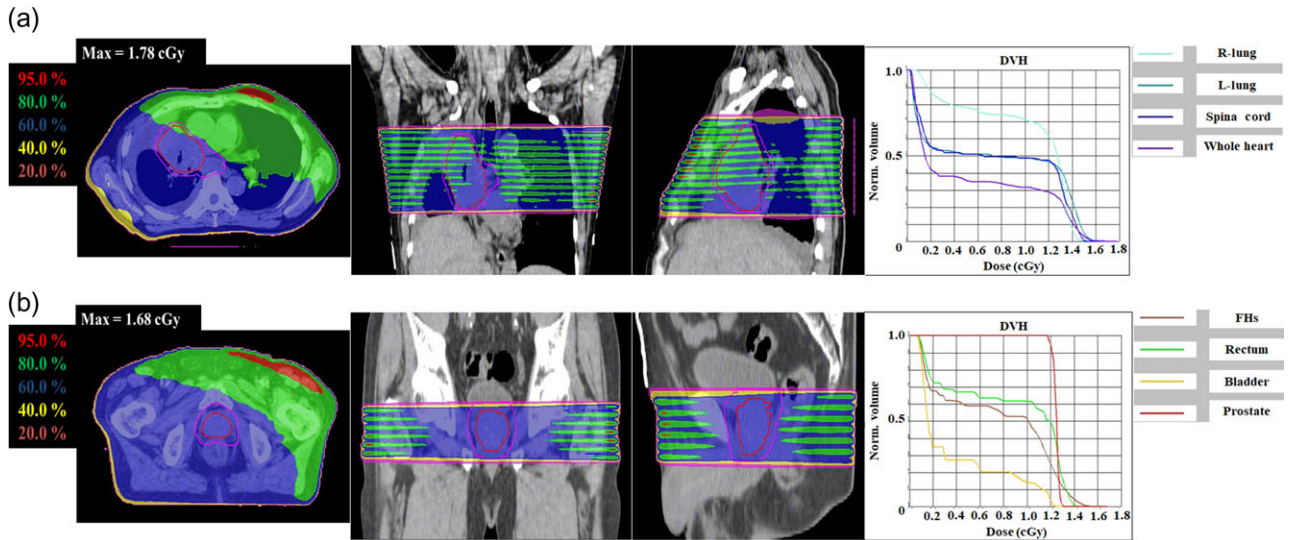 (a)
Max = 1.78 cGy
95.0 %
80.0 %
60.0 %
40.0 %
20.0 %
DVH
Norm. volume
1.0
0.5
0
0.2 0.4 0.6 0.8 1.0 1.2 1.4 1.6 1.8
Dose (cGy)
R-lung
L-lung
Spina cord
Whole heart
(b)
Max = 1.68 cGy
95.0 %
80.0 %
60.0 %
40.0 %
20.0 %
DVH
Norm. volume
1.0
0.5
0.0
0.2 0.4 0.6 0.8 1.0 1.2 1.4 1.6 1.8
Dose (cGy)
FHs
Rectum
Bladder
Prostate